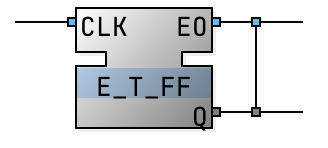 CLK EO
E_T_FF
Q